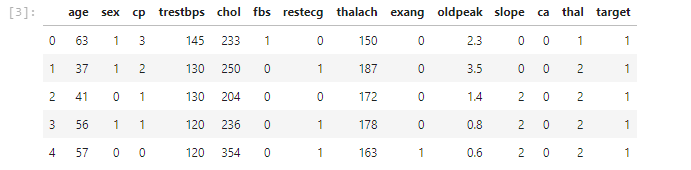 [3]: age sex cp trestbps chol fbs restecg thalach exang oldpeak slope ca thal target
0 63 1 3 145 233 1 0 150 0 2.3 0 0 1 1
1 37 1 2 130 250 0 1 187 0 3.5 0 0 2 1
2 41 0 1 130 204 0 0 172 0 1.4 2 0 2 1
3 56 1 1 120 236 0 1 178 0 0.8 2 0 2 1
4 57 0 0 120 354 0 1 163 1 0.6 2 0 2 1